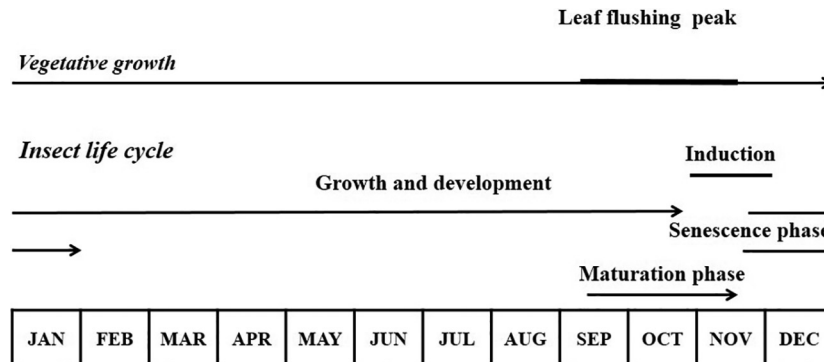 Leaf flushing peak
Vegetative growth
Insect life cycle
Induction
Growth and development
Senescence phase
Maturation phase
JAN FEB MAR APR MAY JUN JUL AUG SEP OCT NOV DEC